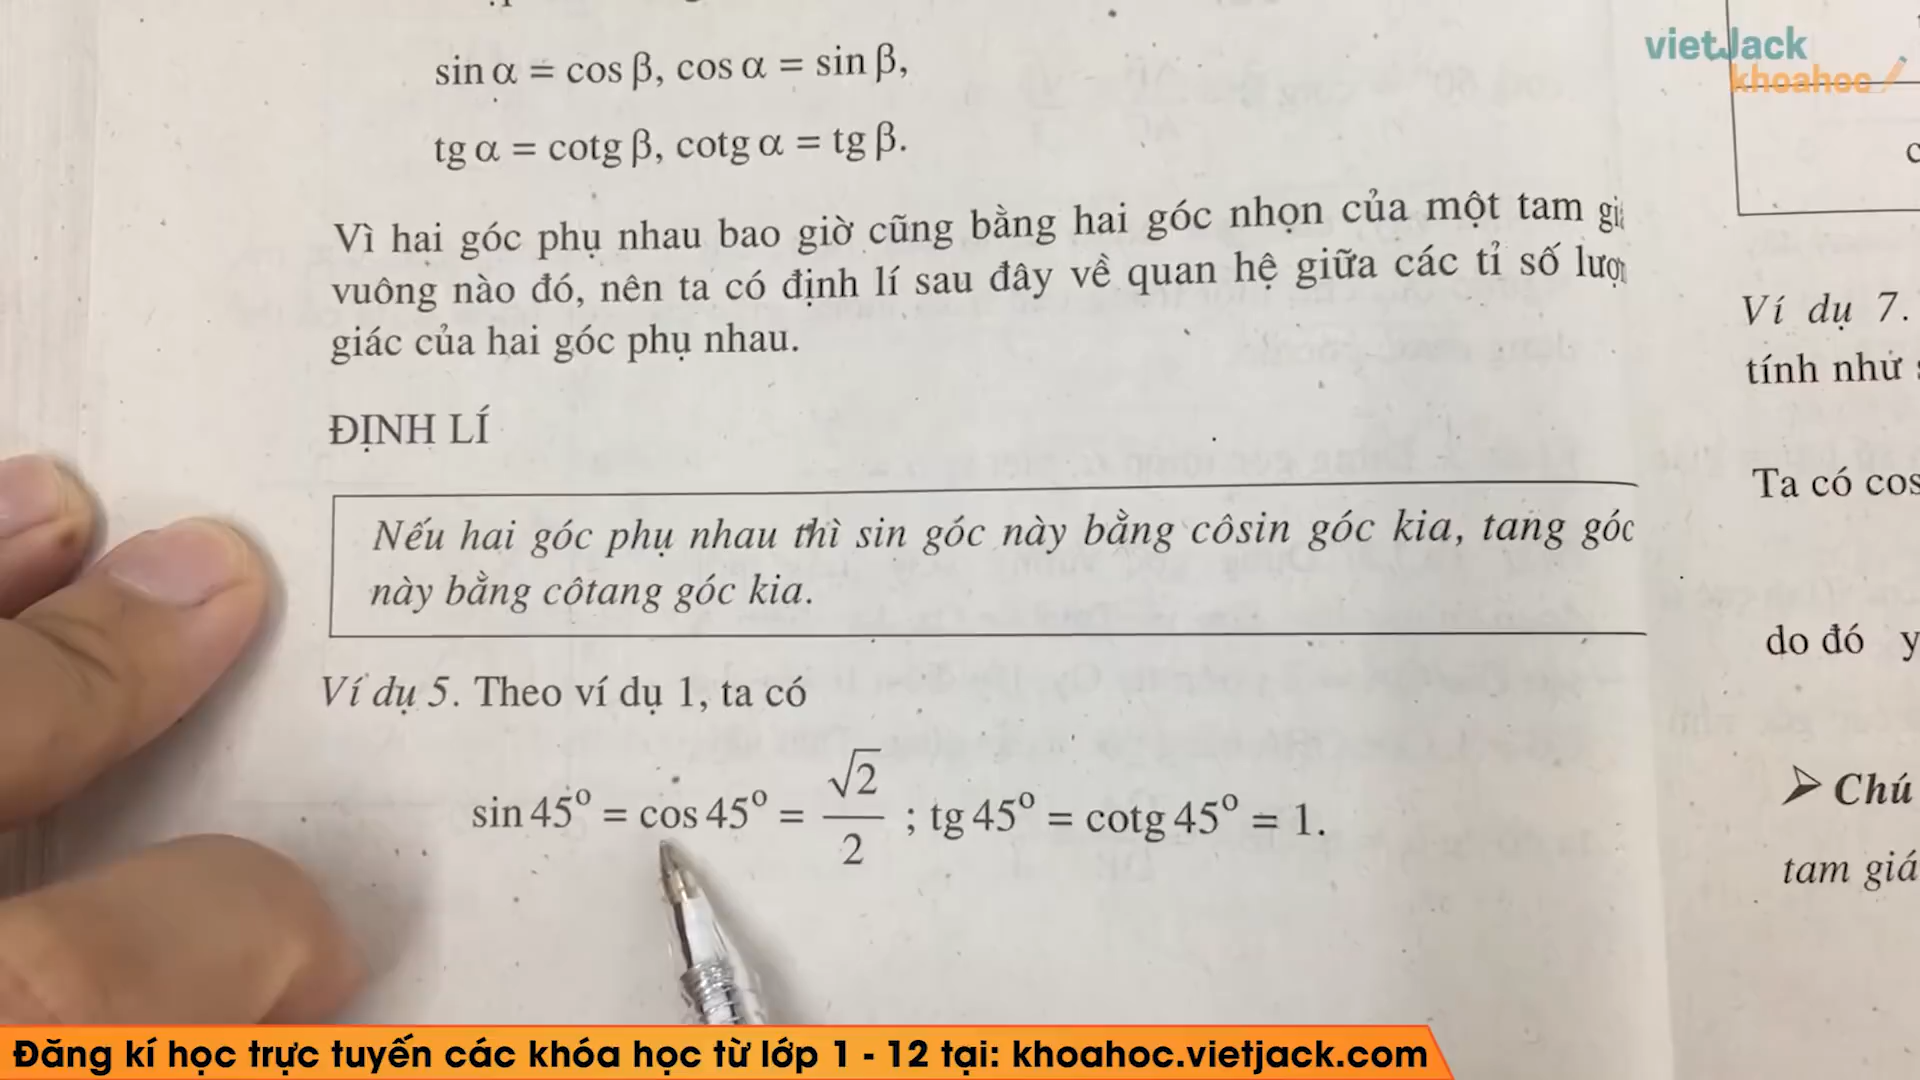 sin α = cos β, cos α = sin β,
tg α = cotg β, cotg α = tg β.
Vì hai góc phụ nhau bao giờ cũng bằng hai góc nhọn của một tam
vuông nào đó, nên ta có định lí sau đây về quan hệ giữa các tỉ số
giác của hai góc phụ nhau.
ĐỊNH LÍ
Nếu hai góc phụ nhau thì sin góc này bằng côsin góc kia, tang góc
này bằng côtang góc kia.
Ví dụ 5. Theo ví dụ 1, ta có
sin 45° = cos 45° = √2/2 ; tg 45° = cotg 45° = 1.
vietJack
khoahoc
Ví dụ 7.
tính như
Ta có cos
do đó y
➢ Chú
tam giá
Đăng kí học trực tuyến các khóa học từ lớp 1 - 12 tại: khoahoc.vietjack.com